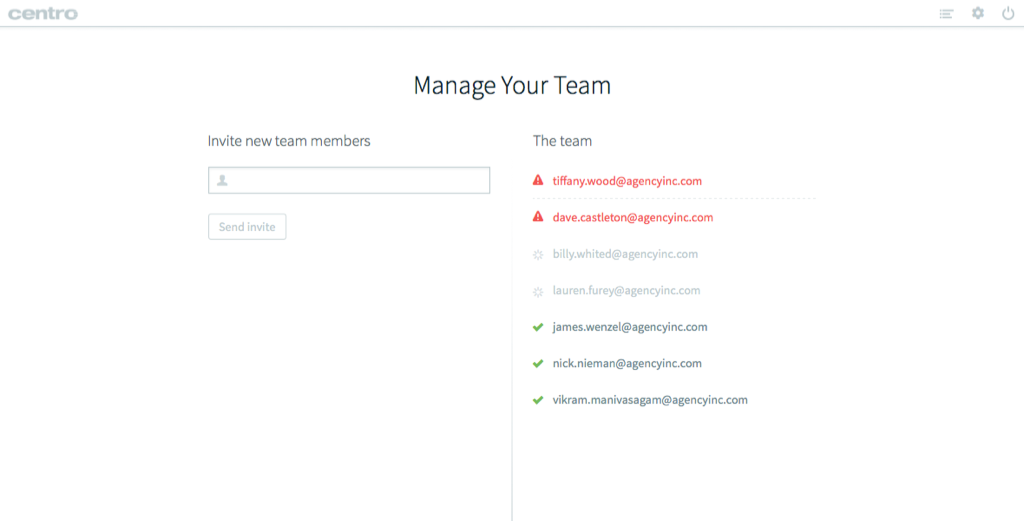 centro
Manage Your Team
Invite new team members
Send invite
The team
tiffany.wood@agencyinc.com
dave.castleton@agencyinc.com
billy.whited@agencyinc.com
lauren.furey@agencyinc.com
james.wenzel@agencyinc.com
nick.nieman@agencyinc.com
vikram.manivasagam@agencyinc.com